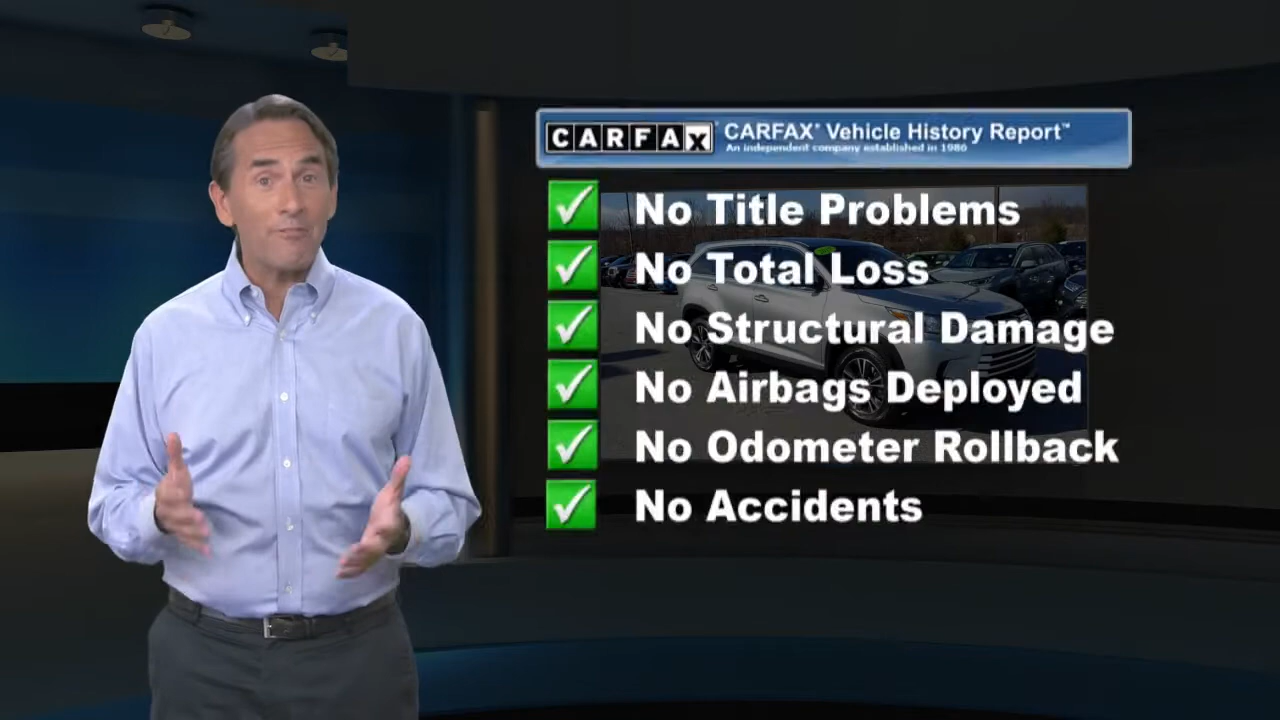 CARFAX
CARFAX® Vehicle History Report™
An independent company established in 1986
No Title Problems
No Total Loss
No Structural Damage
No Airbags Deployed
No Odometer Rollback
No Accidents